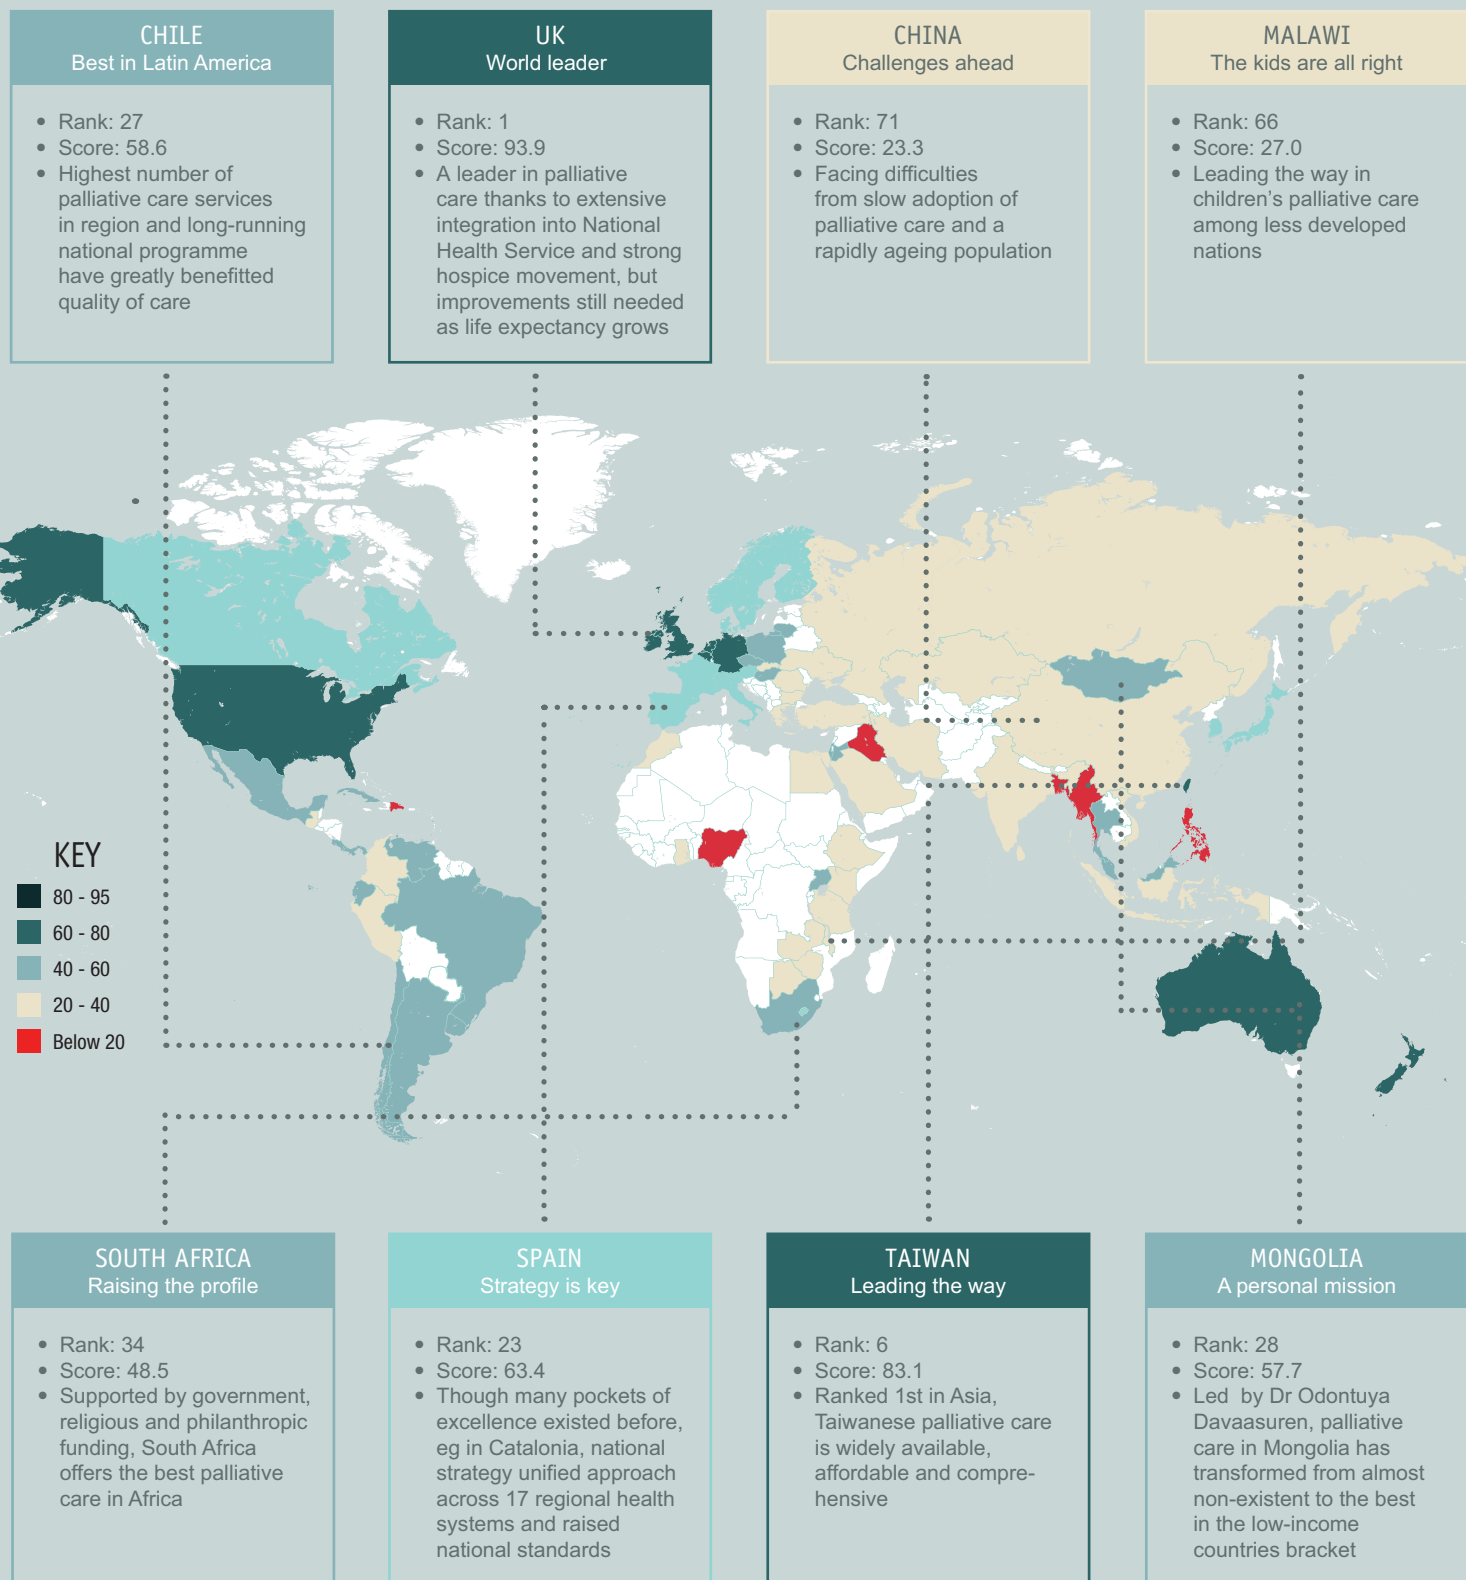 CHILE
Best in Latin America
• Rank: 27
• Score: 58.6
• Highest number of
palliative care services
in region and long-running
national programme
have greatly benefitted
quality of care
UK
World leader
• Rank: 1
• Score: 93.9
• A leader in palliative
care thanks to extensive
integration into National
Health Service and strong
hospice movement, but
improvements still needed
as life expectancy grows
CHINA
Challenges ahead
• Rank: 71
• Score: 23.3
• Facing difficulties
from slow adoption of
palliative care and a
rapidly ageing population
MALAWI
The kids are all right
• Rank: 66
• Score: 27.0
• Leading the way in
children's palliative care
among less developed
nations
KEY
80 - 95
60 - 80
40 - 60
20 - 40
Below 20
SOUTH AFRICA
Raising the profile
• Rank: 34
• Score: 48.5
• Supported by government,
religious and philanthropic
funding, South Africa
offers the best palliative
care in Africa
SPAIN
Strategy is key
• Rank: 23
• Score: 63.4
• Though many pockets of
excellence existed before,
eg in Catalonia, national
strategy unified approach
across 17 regional health
systems and raised
national standards
TAIWAN
Leading the way
• Rank: 6
• Score: 83.1
• Ranked 1st in Asia,
Taiwanese palliative care
is widely available,
affordable and compre-
hensive
MONGOLIA
A personal mission
• Rank: 28
• Score: 57.7
• Led by Dr Odontuya
Davaasuren, palliative
care in Mongolia has
transformed from almost
non-existent to the best
in the low-income
countries bracket